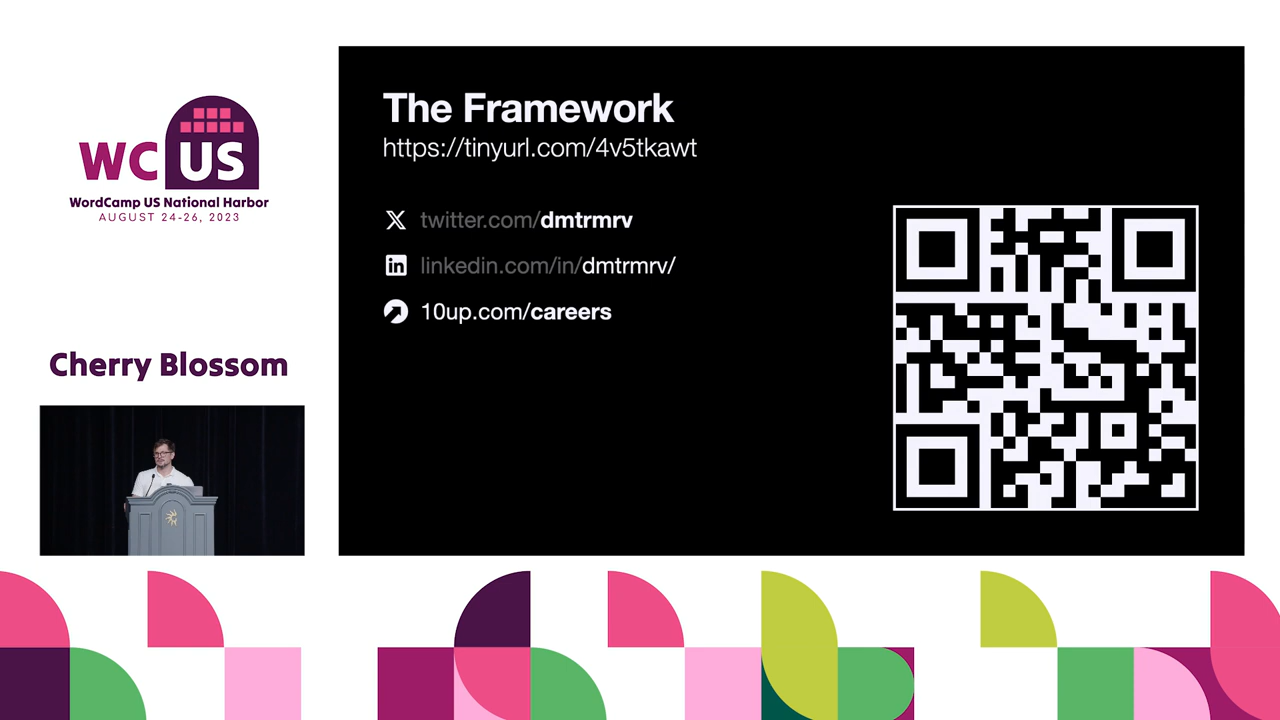 WC US
WordCamp US National Harbor
AUGUST 24-26, 2023
Cherry Blossom
The Framework
https://tinyurl.com/4v5tkawt
twitter.com/dmtrmrv
linkedin.com/in/dmtrmrv/
10up.com/careers